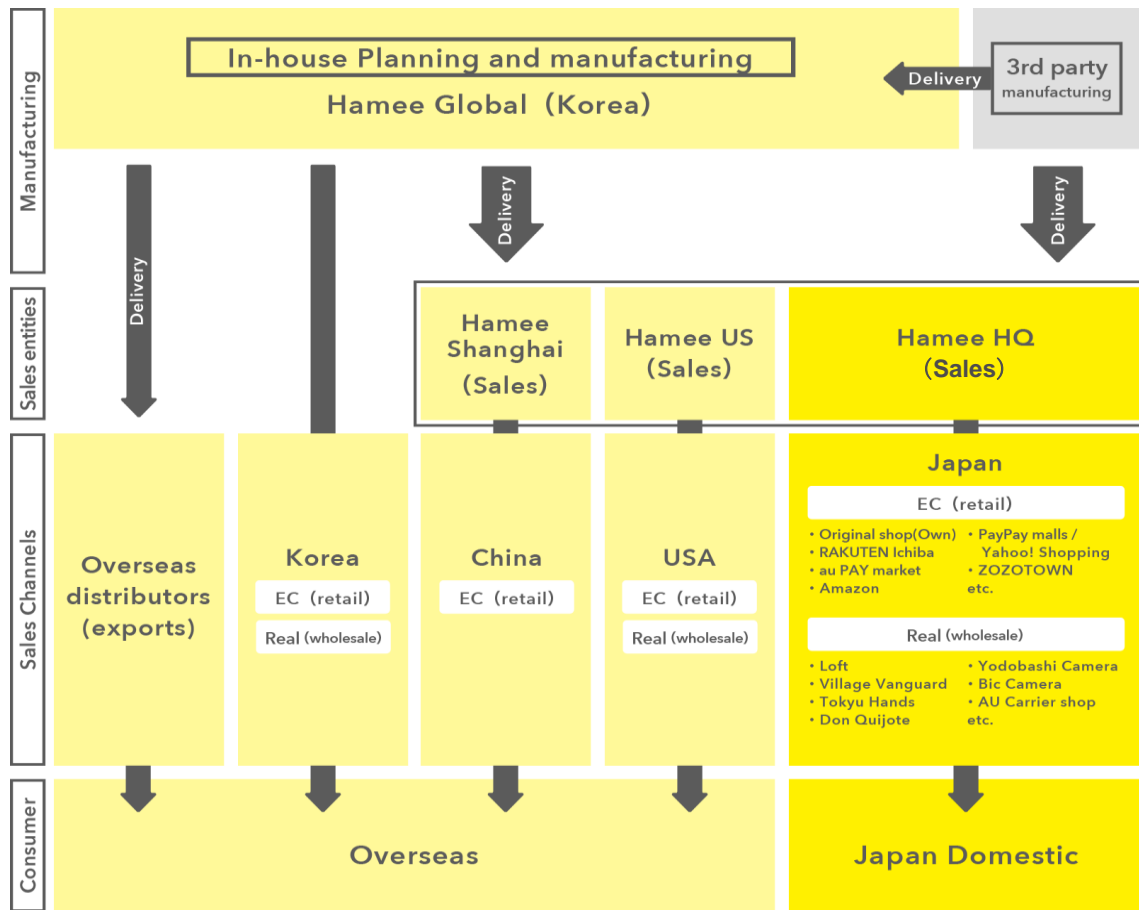 Manufacturing
In-house Planning and manufacturing
Hamee Global (Korea)
Delivery
3rd party
manufacturing
Delivery
Delivery
Delivery
Sales entities
Hamee
Shanghai
(Sales)
Hamee US
(Sales)
Hamee HQ
(Sales)
Sales Channels
Overseas
distributors
(exports)
Korea
EC (retail)
Real (wholesale)
China
EC (retail)
USA
EC (retail)
Real (wholesale)
Japan
EC (retail)
・Original shop(Own)
・RAKUTEN Ichiba
・au PAY market
・Amazon
・PayPay malls /
Yahoo! Shopping
・ZOZOTOWN
etc.
Real (wholesale)
・Loft
・Village Vanguard
・Tokyu Hands
・Don Quijote
・Yodobashi Camera
・Bic Camera
・AU Carrier shop
etc.
Consumer
Overseas
Japan Domestic